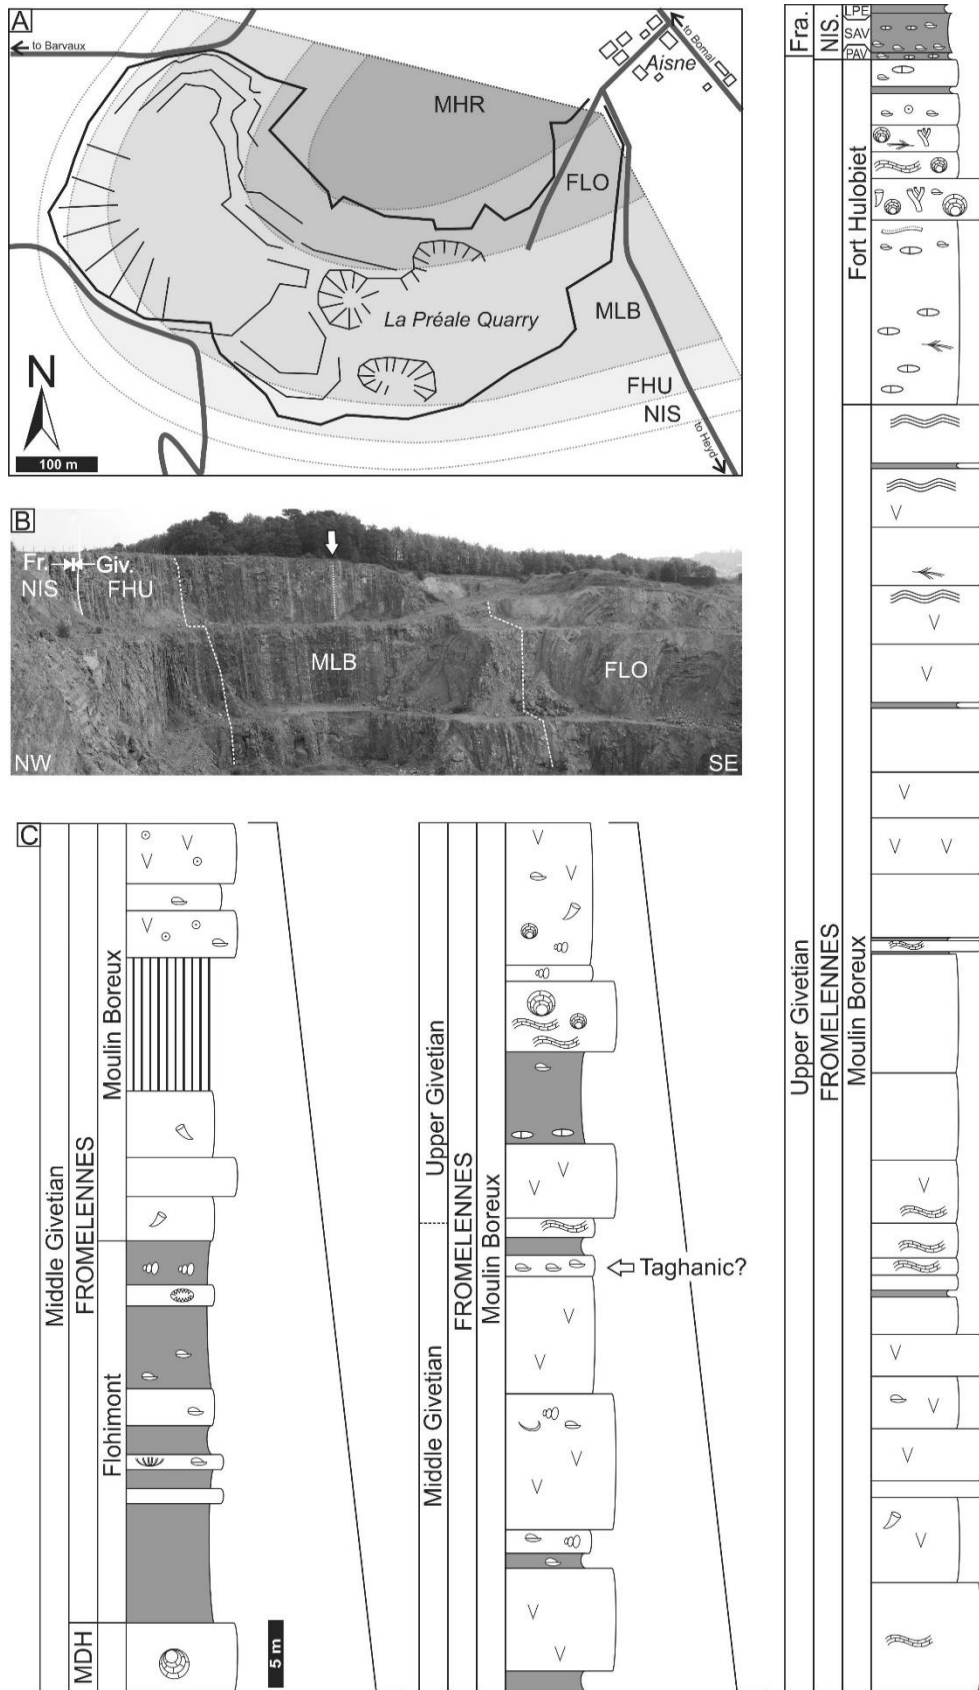 A
to Barvaux
to Bomal
Aisne
MHR
FLO
La Préale Quarry
MLB
FHU
NIS
to Heyd
N
100 m
B
Fr.
Giv.
NIS
FHU
MLB
FLO
NW
SE
C
Middle Givetian
FROMELENNES
Moulin Boreux
Flohimont
MDH
5 m
Upper Givetian
Middle Givetian
FROMELENNES
Moulin Boreux
Taghanic?
Fra.
NIS.
LPE
SAV
PAV
Fort Hulobiet
Upper Givetian
FROMELENNES
Moulin Boreux